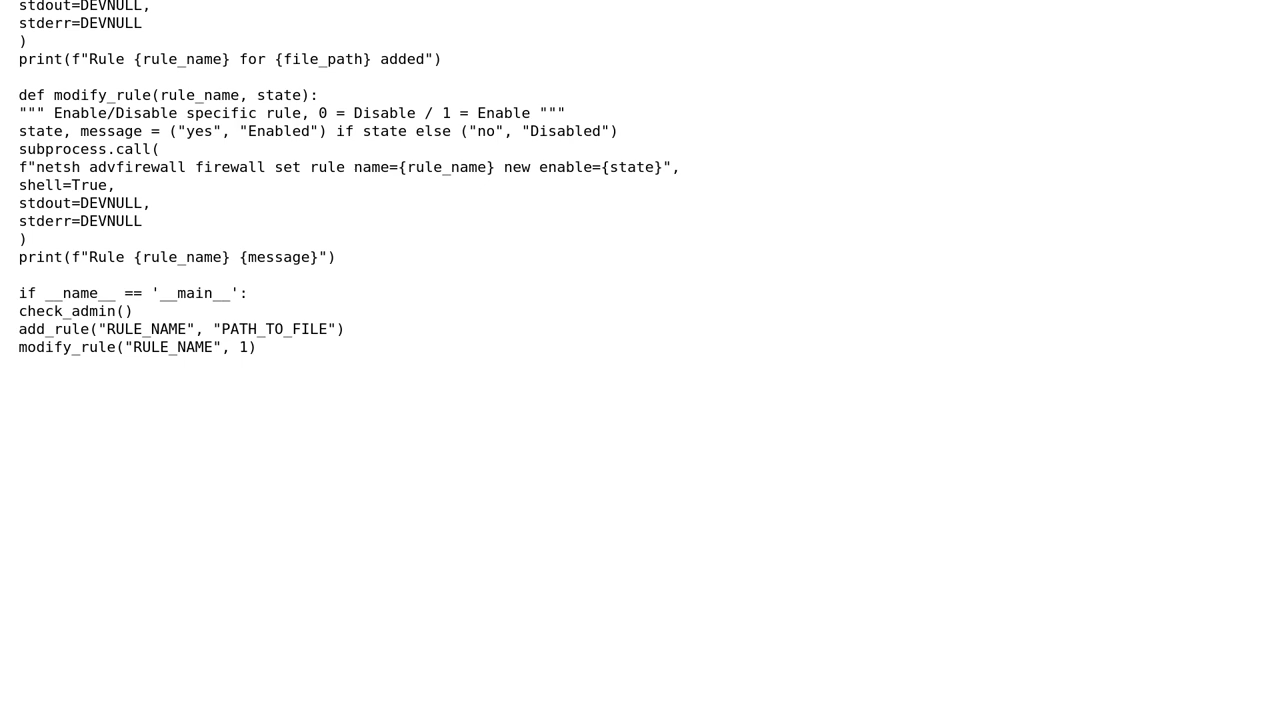 stdout=DEVNULL,
stderr=DEVNULL
)
print(f"Rule {rule_name} for {file_path} added")

def modify_rule(rule_name, state):
""" Enable/Disable specific rule, 0 = Disable / 1 = Enable """
state, message = ("yes", "Enabled") if state else ("no", "Disabled")
subprocess.call(
f"netsh advfirewall firewall set rule name={rule_name} new enable={state}",
shell=True,
stdout=DEVNULL,
stderr=DEVNULL
)
print(f"Rule {rule_name} {message}")

if __name__ == '__main__':
check_admin()
add_rule("RULE_NAME", "PATH_TO_FILE")
modify_rule("RULE_NAME", 1)